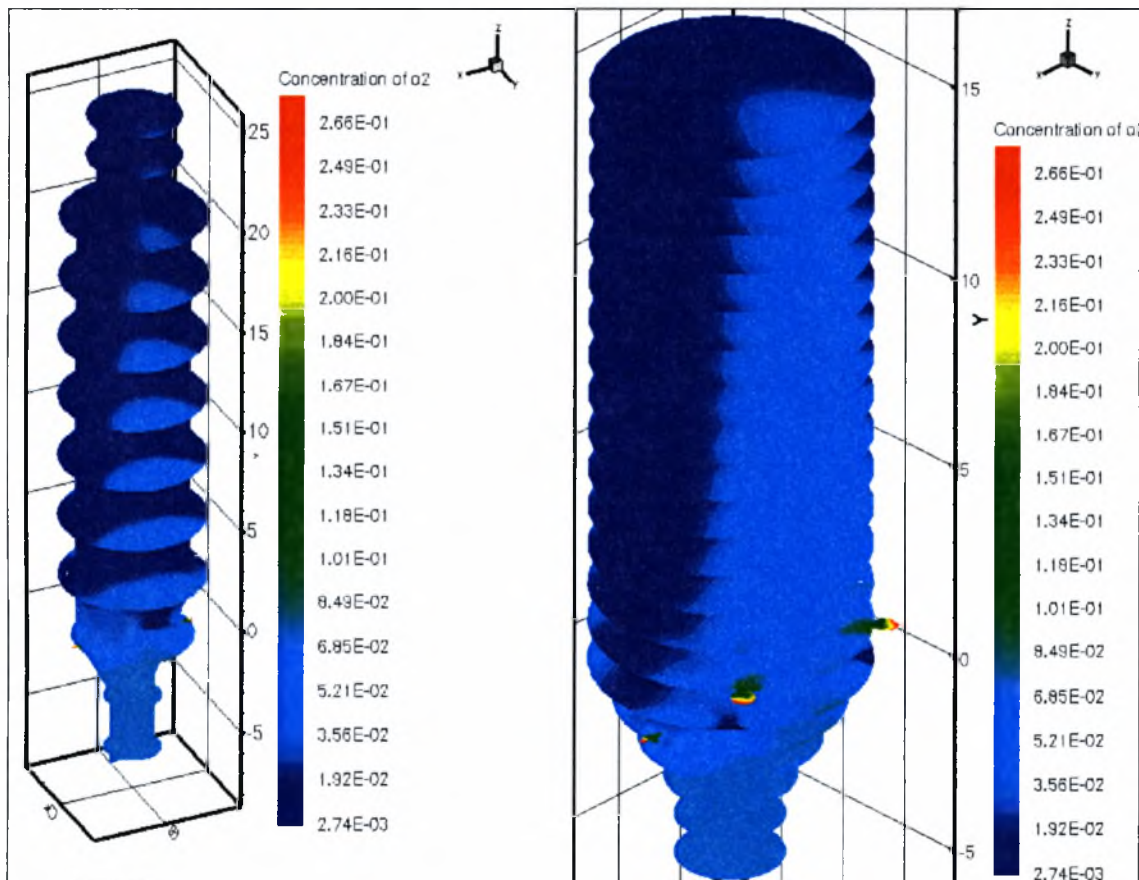 Z
X
Y
Concentration of o2
2.66E-01
2.49E-01
2.33E-01
2.16E-01
2.00E-01
1.84E-01
1.67E-01
1.51E-01
1.34E-01
1.18E-01
1.01E-01
8.49E-02
6.85E-02
5.21E-02
3.56E-02
1.92E-02
2.74E-03
25
20
15
10
5
0
-5
Z
X
Y
Concentration of o2
2.66E-01
2.49E-01
2.33E-01
2.16E-01
2.00E-01
1.84E-01
1.67E-01
1.51E-01
1.34E-01
1.18E-01
1.01E-01
8.49E-02
6.85E-02
5.21E-02
3.56E-02
1.92E-02
2.74E-03
15
10
Y
5
0
-5